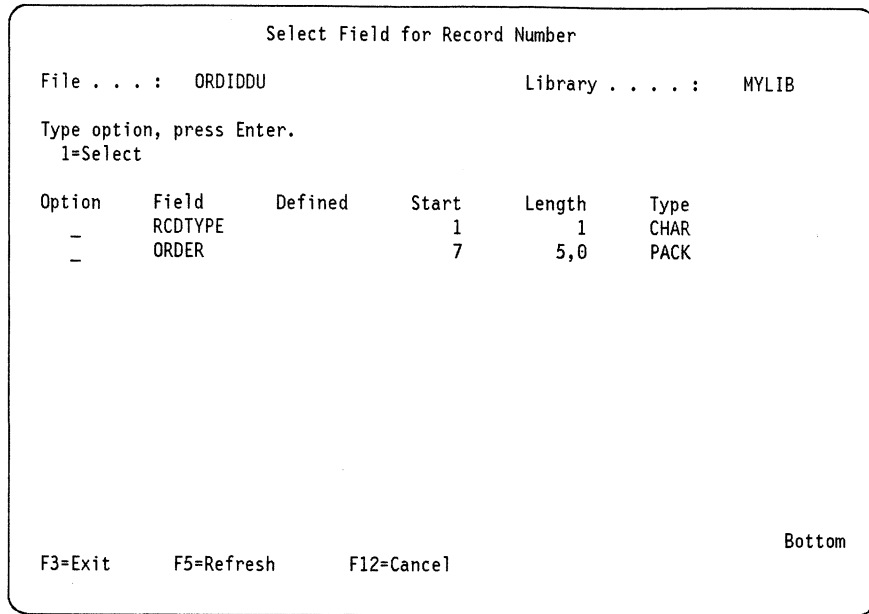 Select Field for Record Number
File . . . : ORDIDDU Library . . . . : MYLIB
Type option, press Enter.
1=Select
Option Field Defined Start Length Type
_ RCDTYPE 1 1 CHAR
_ ORDER 7 5,0 PACK
Bottom
F3=Exit F5=Refresh F12=Cancel